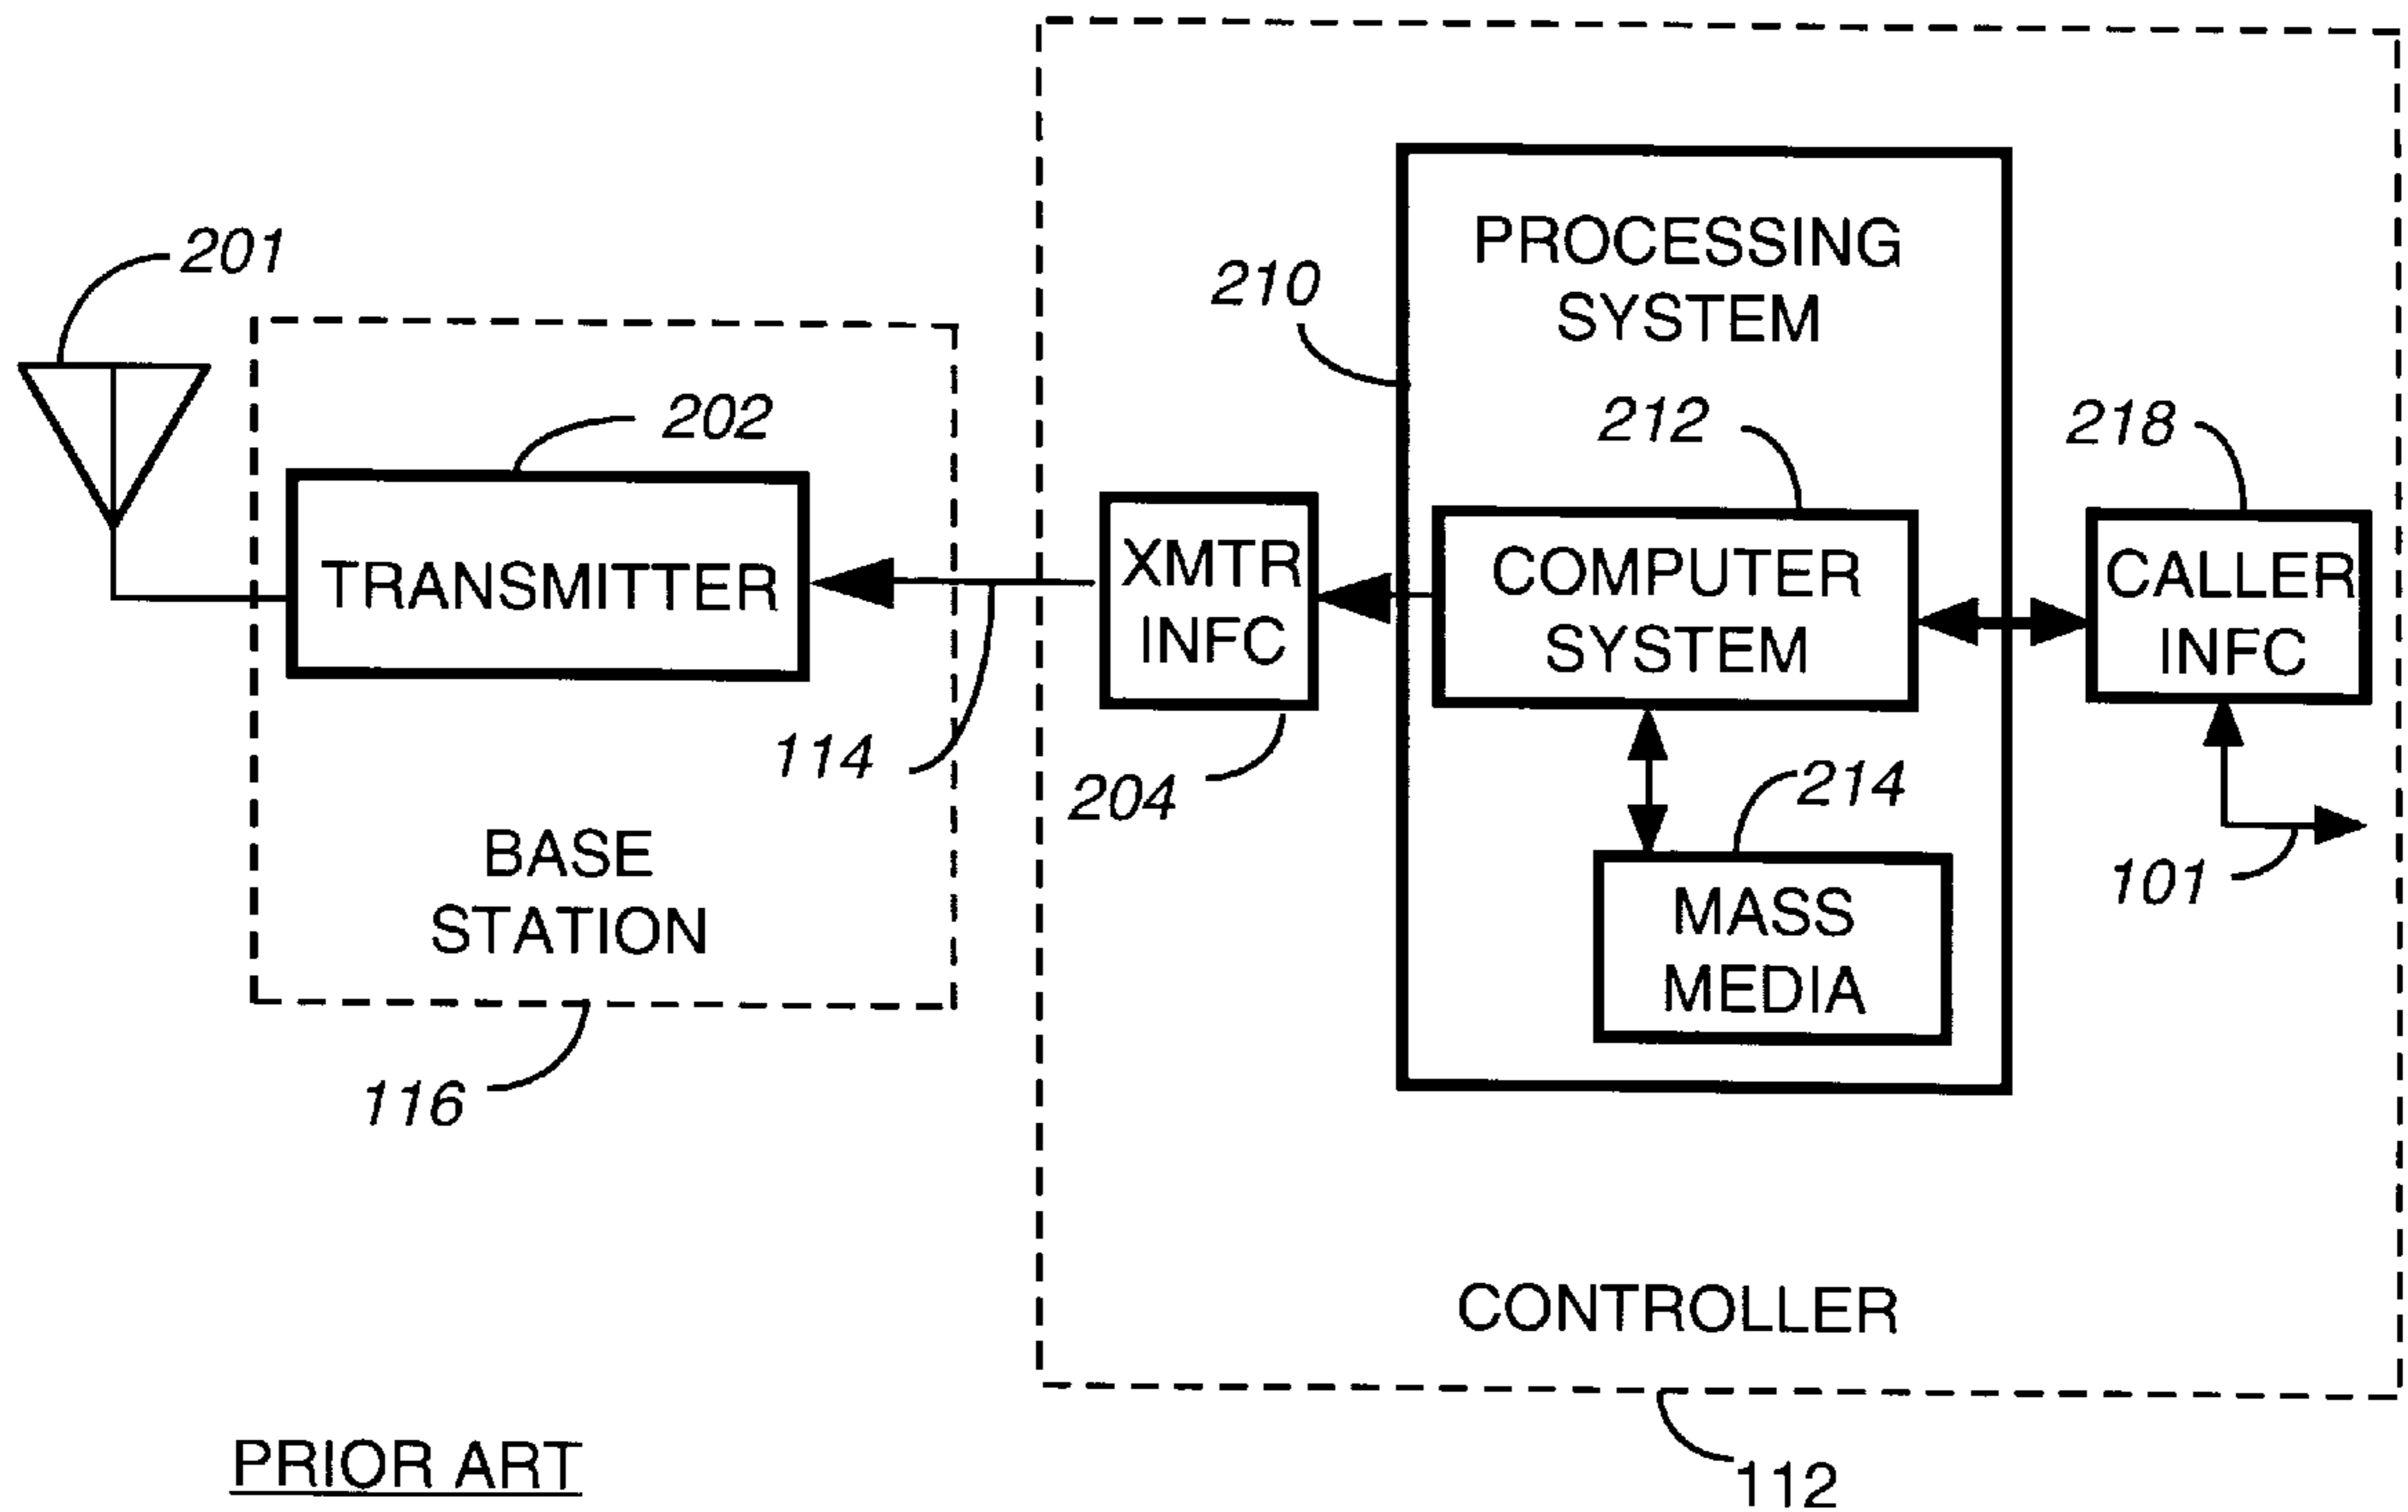 201
202
TRANSMITTER
BASE
STATION
116
114
XMTR
INFC
204
210
PROCESSING
SYSTEM
212
COMPUTER
SYSTEM
214
MASS
MEDIA
218
CALLER
INFC
101
CONTROLLER
112
PRIOR ART